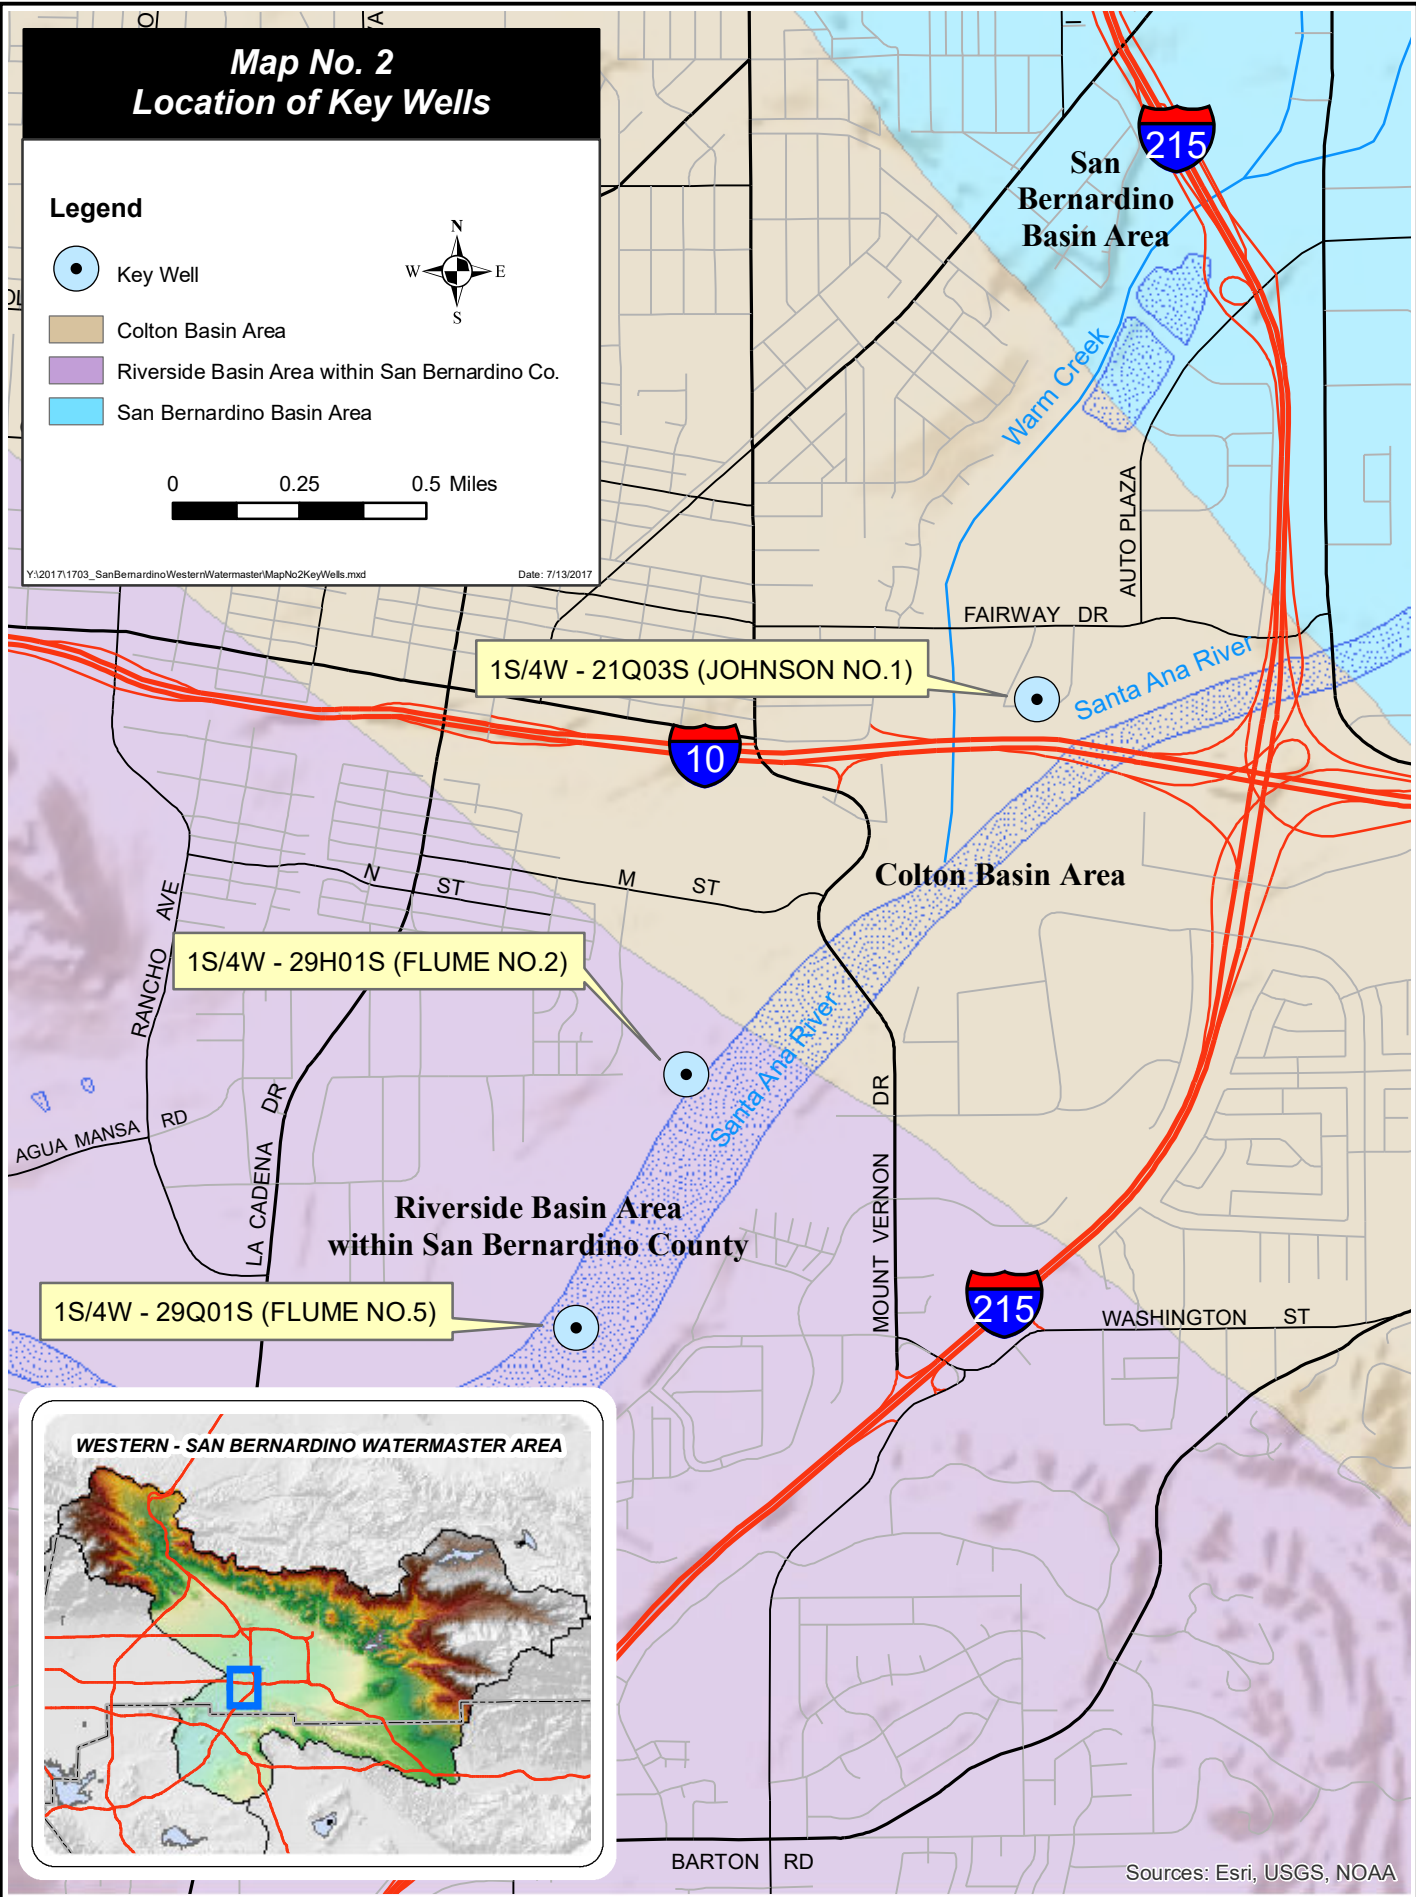 Map No. 2
Location of Key Wells
Legend
Key Well
N
W E
S
Colton Basin Area
Riverside Basin Area within San Bernardino Co.
San Bernardino Basin Area
0 0.25 0.5 Miles
Y:\2017\1703_SanBernardinoWesternWatermaster\MapNo2KeyWells.mxd
Date: 7/13/2017
215
San
Bernardino
Basin Area
Warm Creek
AUTO PLAZA
FAIRWAY DR
1S/4W - 21Q03S (JOHNSON NO.1)
Santa Ana River
10
Colton Basin Area
N ST
M ST
RANCHO AVE
1S/4W - 29H01S (FLUME NO.2)
Santa Ana River
MOUNT VERNON DR
AGUA MANSA RD
LA CADENA DR
Riverside Basin Area
within San Bernardino County
1S/4W - 29Q01S (FLUME NO.5)
215
WASHINGTON ST
WESTERN - SAN BERNARDINO WATERMASTER AREA
BARTON RD
Sources: Esri, USGS, NOAA